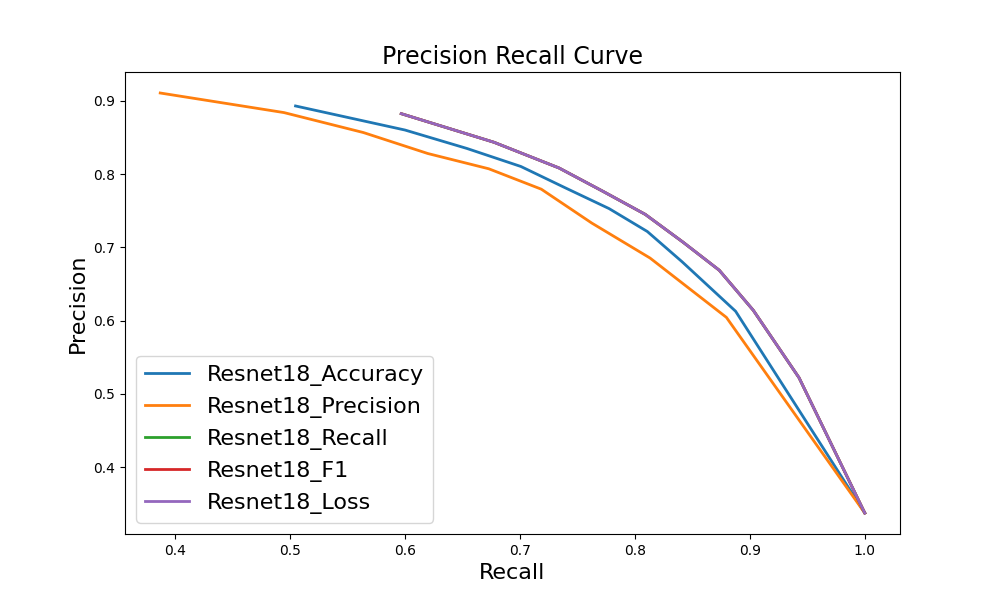 Precision Recall Curve
0.9
0.8
0.7
0.6
0.5
0.4
Precision
Resnet18_Accuracy
Resnet18_Precision
Resnet18_Recall
Resnet18_F1
Resnet18_Loss
0.4 0.5 0.6 0.7 0.8 0.9 1.0
Recall